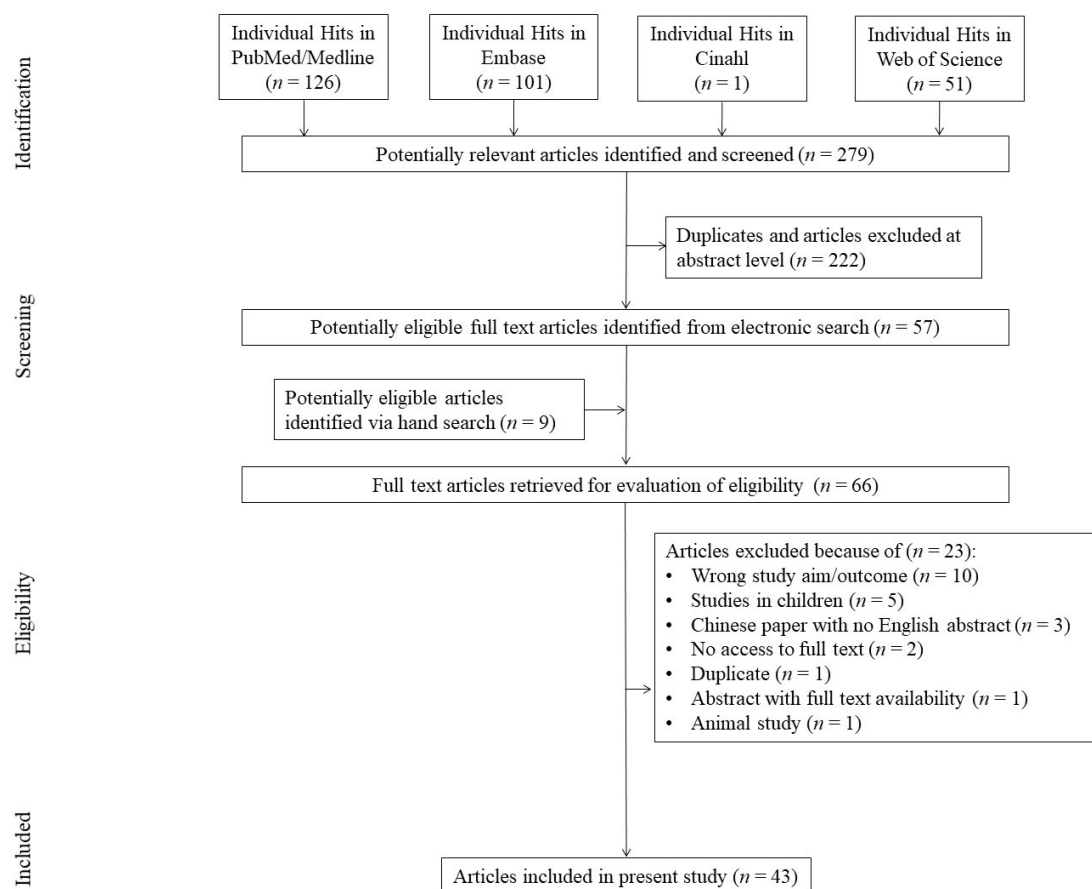 Identification
Individual Hits in
PubMed/Medline
(n = 126)
Individual Hits in
Embase
(n = 101)
Individual Hits in
Cinahl
(n = 1)
Individual Hits in
Web of Science
(n = 51)
Potentially relevant articles identified and screened (n = 279)
Screening
Duplicates and articles excluded at
abstract level (n = 222)
Potentially eligible full text articles identified from electronic search (n = 57)
Potentially eligible articles
identified via hand search (n = 9)
Full text articles retrieved for evaluation of eligibility (n = 66)
Eligibility
Articles excluded because of (n = 23):
• Wrong study aim/outcome (n = 10)
• Studies in children (n = 5)
• Chinese paper with no English abstract (n = 3)
• No access to full text (n = 2)
• Duplicate (n = 1)
• Abstract with full text availability (n = 1)
• Animal study (n = 1)
Included
Articles included in present study (n = 43)